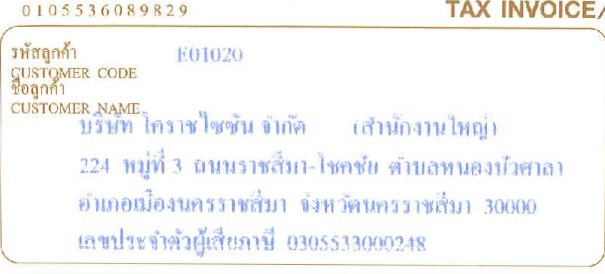 0105536089829 TAX INVOICE/
รหัสลูกค้า E01020
CUSTOMER CODE
ชื่อลูกค้า
CUSTOMER NAME
บริษัท โคราชไซซัน จำกัด (สำนักงานใหญ่)
224 หมู่ที่ 3 ถนนราชสีมา-โชคชัย ตำบลหนองบัวศาลา
อำเภอเมืองนครราชสีมา จังหวัดนครราชสีมา 30000
เลขประจำตัวผู้เสียภาษี 0305533000248